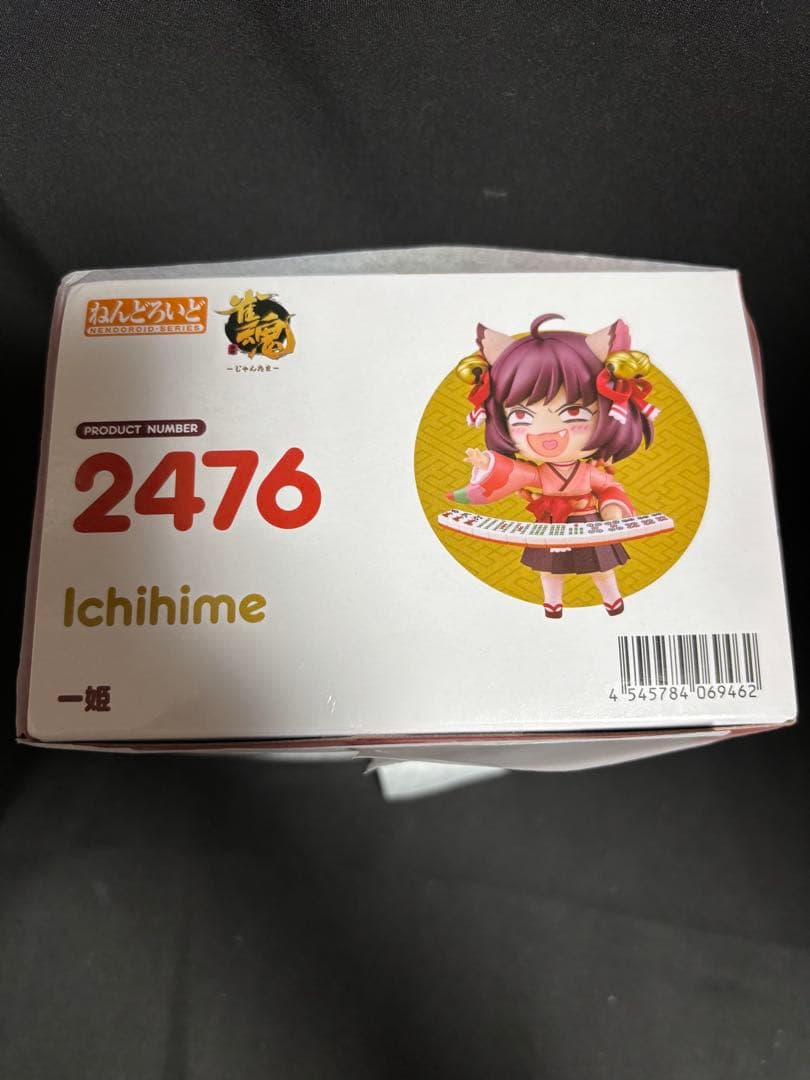 ねんどろいど
NENDOROID·SERIES
雀魂
-じゃんたま-
PRODUCT NUMBER
2476
Ichihime
一姫
4 545784 069462